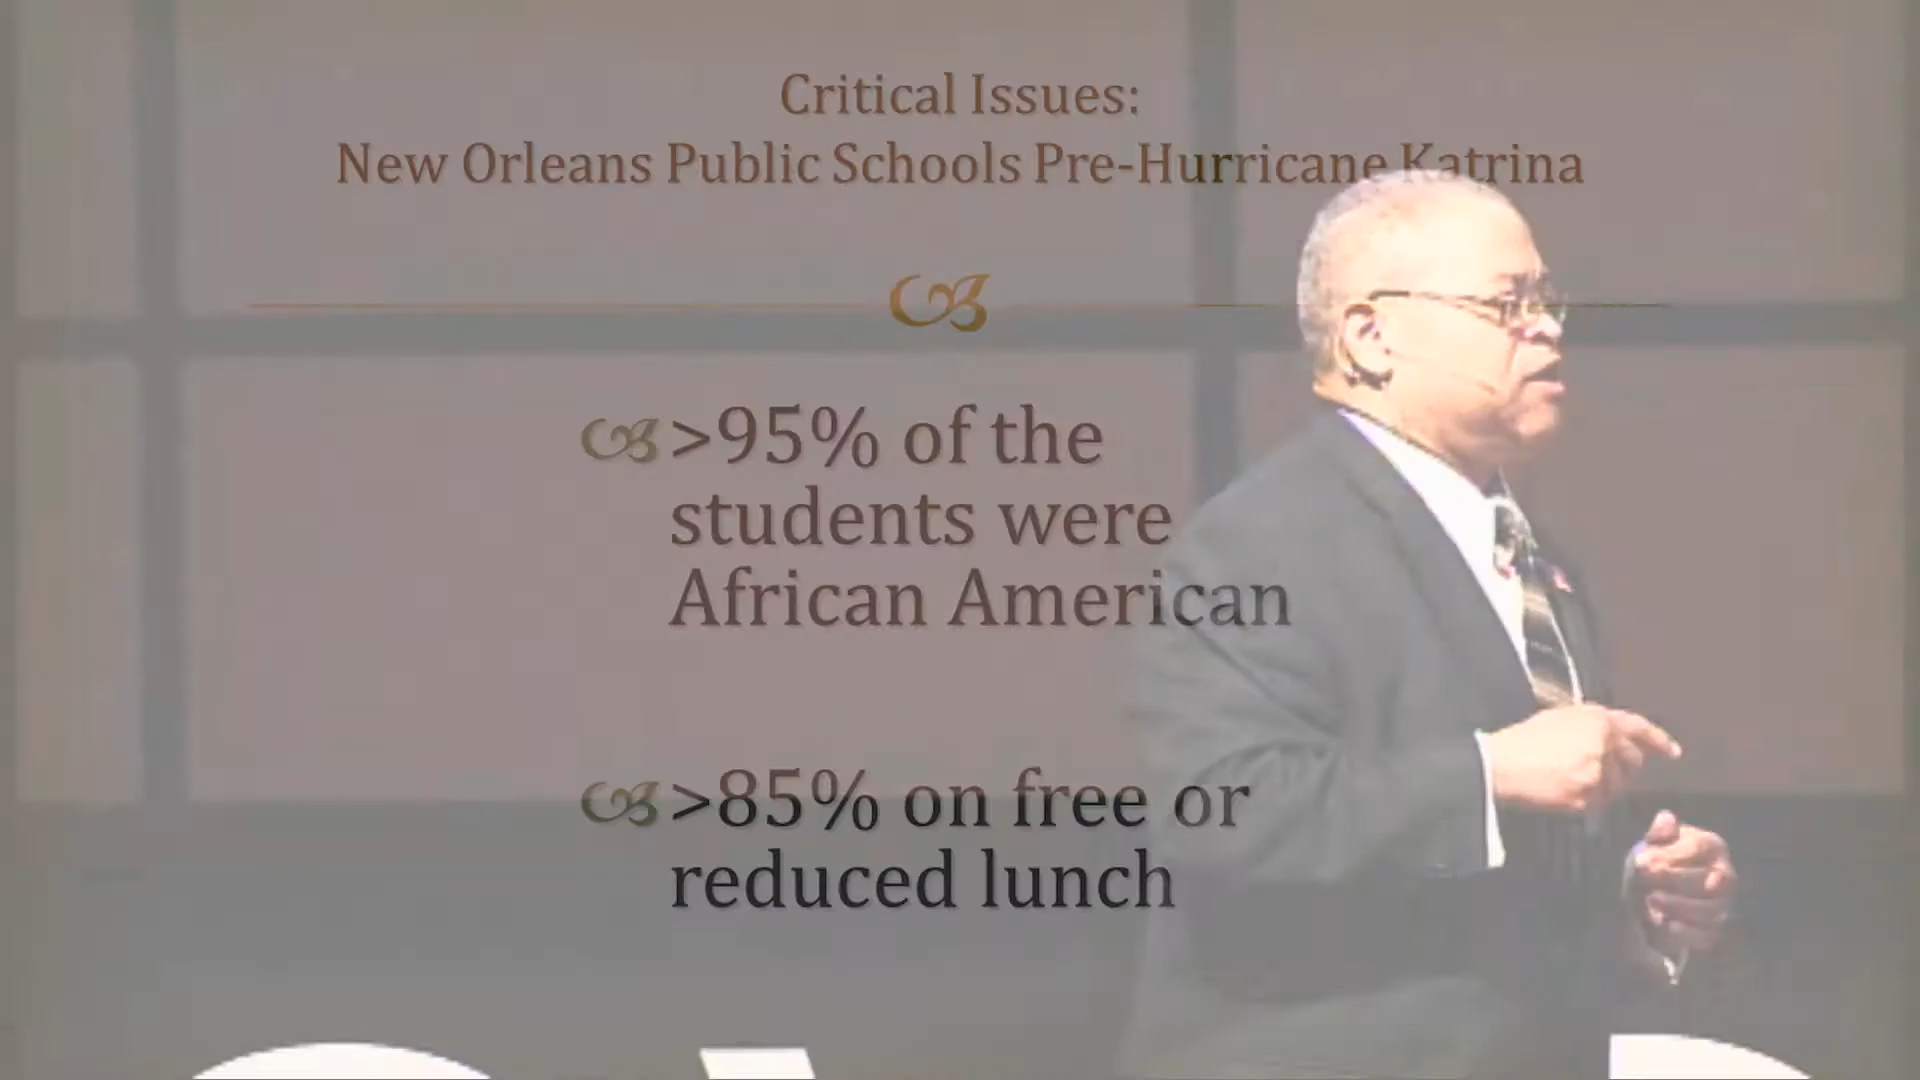 Critical Issues:
New Orleans Public Schools Pre-Hurricane Katrina
>95% of the
students were
African American
>85% on free or
reduced lunch